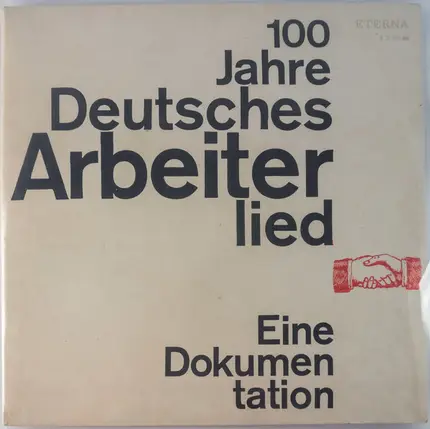 ETERNA
100
Jahre
Deutsches
Arbeiter
lied
Eine
Dokumen
tation